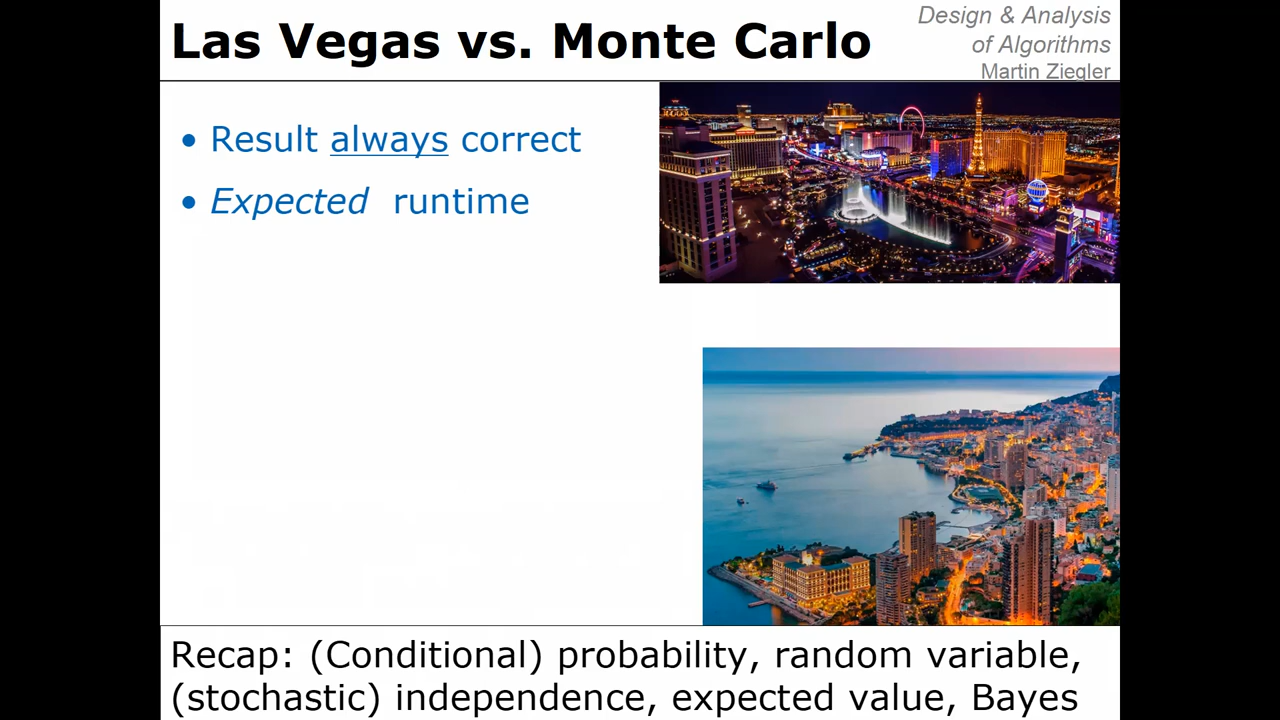 Las Vegas vs. Monte Carlo
Design & Analysis
of Algorithms
Martin Ziegler
• Result always correct
• Expected runtime
Recap: (Conditional) probability, random variable,
(stochastic) independence, expected value, Bayes